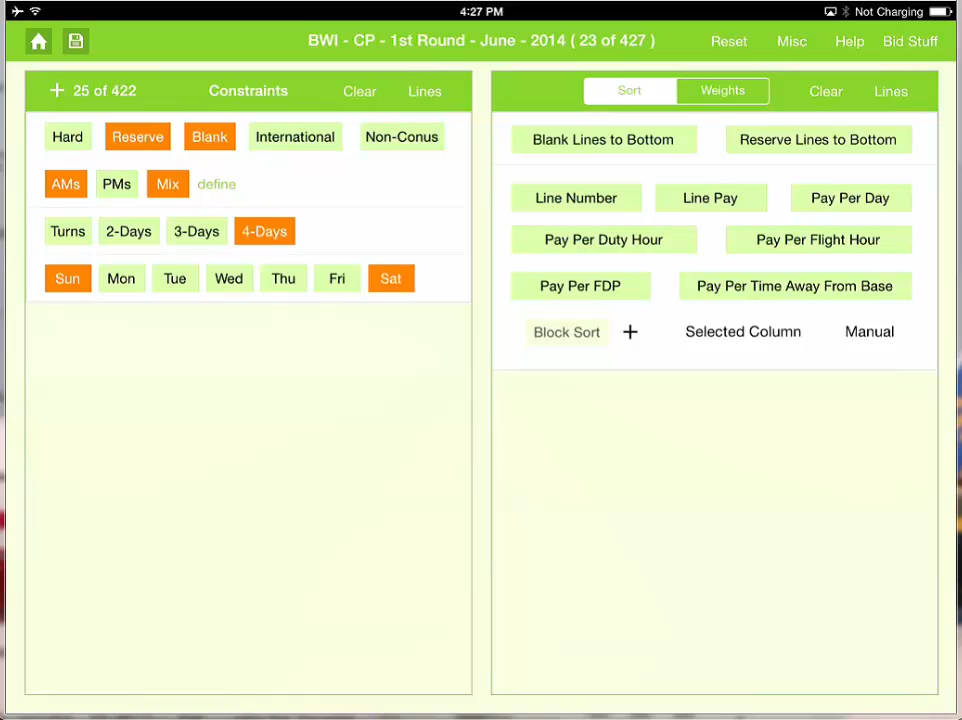 4:27 PM
Not Charging
BWI - CP - 1st Round - June - 2014 ( 23 of 427 )
Reset Misc Help Bid Stuff
+ 25 of 422 Constraints Clear Lines
Sort Weights Clear Lines
Hard Reserve Blank International Non-Conus
AMs PMs Mix define
Turns 2-Days 3-Days 4-Days
Sun Mon Tue Wed Thu Fri Sat
Blank Lines to Bottom Reserve Lines to Bottom
Line Number Line Pay Pay Per Day
Pay Per Duty Hour Pay Per Flight Hour
Pay Per FDP Pay Per Time Away From Base
Block Sort + Selected Column Manual